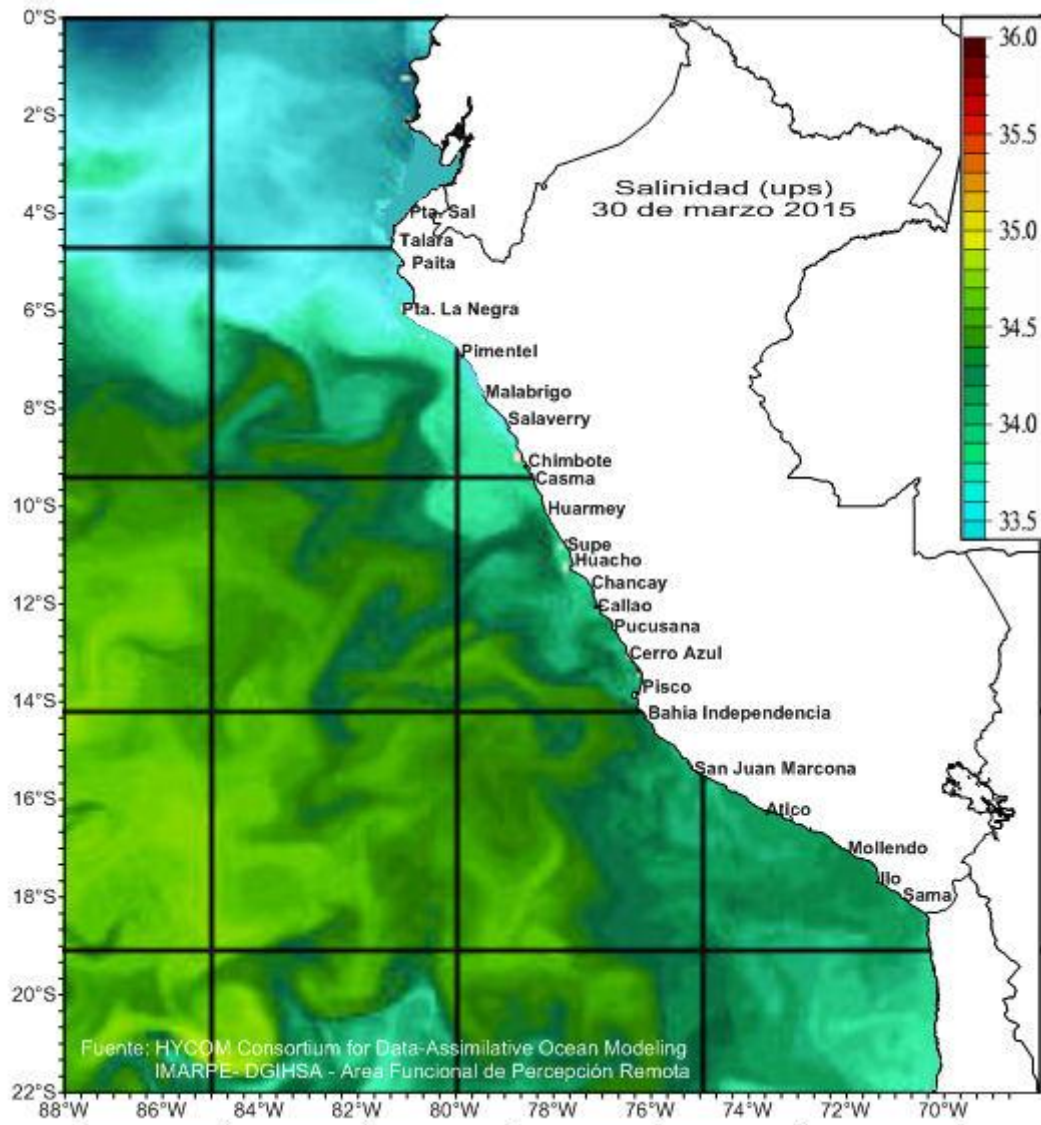 0°S
2°S
4°S
6°S
8°S
10°S
12°S
14°S
16°S
18°S
20°S
22°S
88°W
86°W
84°W
82°W
80°W
78°W
76°W
74°W
72°W
70°W
36.0
35.5
35.0
34.5
34.0
33.5
Salinidad (ups)
30 de marzo 2015
Pta. Sal
Talara
Paita
Pta. La Negra
Pimentel
Malabrigo
Salaverry
Chimbote
Casma
Huarmey
Supe
Huacho
Chancay
Callao
Pucusana
Cerro Azul
Pisco
Bahia Independencia
San Juan Marcona
Atico
Mollendo
Ilo
Sama
Fuente: HYCOM Consortium for Data-Assimilative Ocean Modeling
IMARPE- DGIHSA - Area Funcional de Percepción Remota